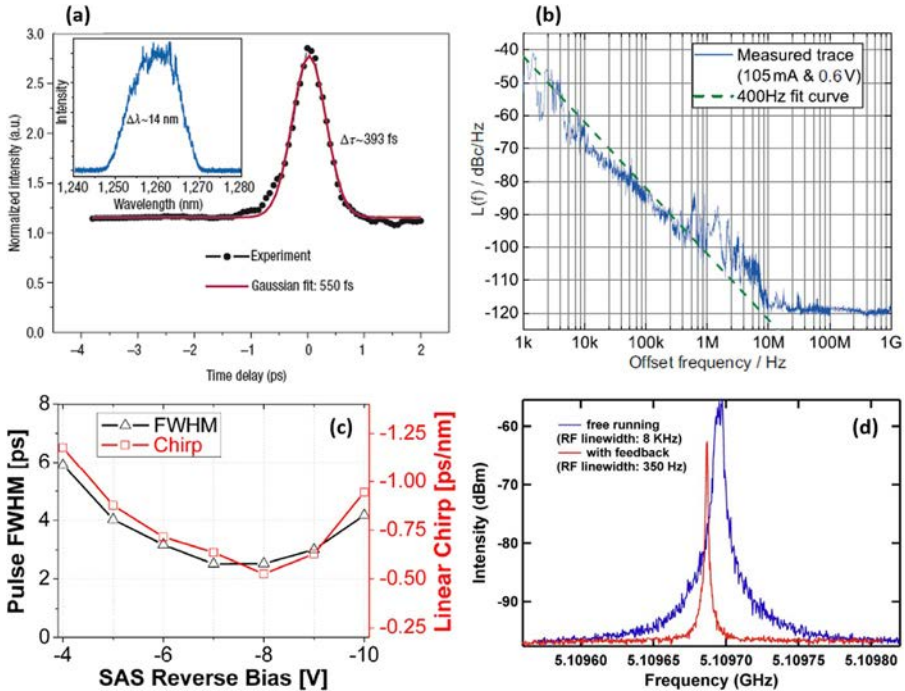 (a)
3.0
2.5
2.0
1.5
1.0
0.5
0.0
Normalized intensity (a.u.)
Intensity
Δλ~14 nm
1,240 1,250 1,260 1,270 1,280
Wavelength (nm)
Δτ~393 fs
Experiment
Gaussian fit: 550 fs
−4 −3 −2 −1 0 1 2
Time delay (ps)
(b)
-40
-50
-60
-70
-80
-90
-100
-110
-120
L(f) / dBc/Hz
Measured trace
(105 mA & 0.6 V)
400Hz fit curve
1k 10k 100k 1M 10M 100M 1G
Offset frequency / Hz
(c)
8
6
4
2
0
Pulse FWHM [ps]
FWHM
Chirp
-1.25
-1.00
-0.75
-0.50
-0.25
Linear Chirp [ps/nm]
-4 -5 -6 -7 -8 -9 -10
SAS Reverse Bias [V]
(d)
-60
-70
-80
-90
Intensity (dBm)
free running
(RF linewidth: 8 KHz)
with feedback
(RF linewidth: 350 Hz)
5.10960 5.10965 5.10970 5.10975 5.10980
Frequency (GHz)